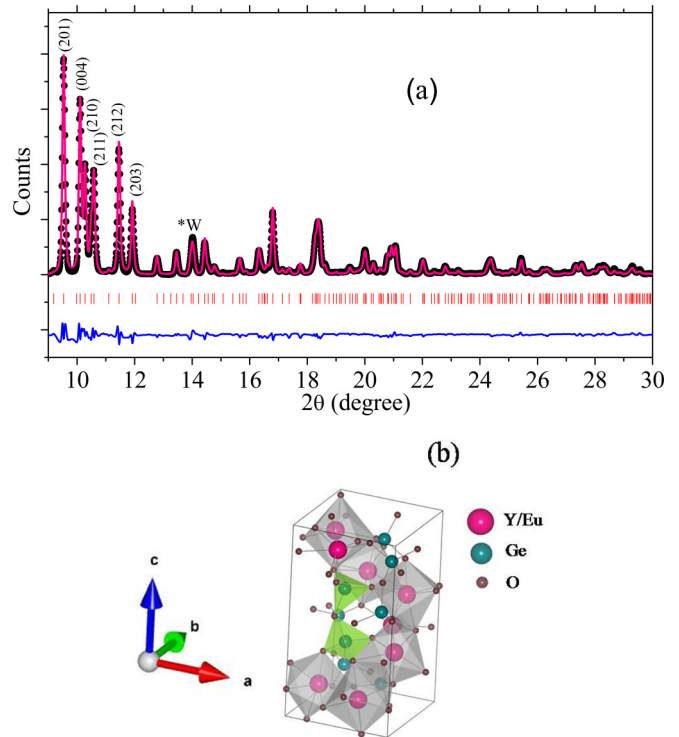 (201)
(004)
(210)
(211)
(212)
(203)
*W
(a)
Counts
10 12 14 16 18 20 22 24 26 28 30
2θ (degree)
(b)
Y/Eu
Ge
O
c
b
a